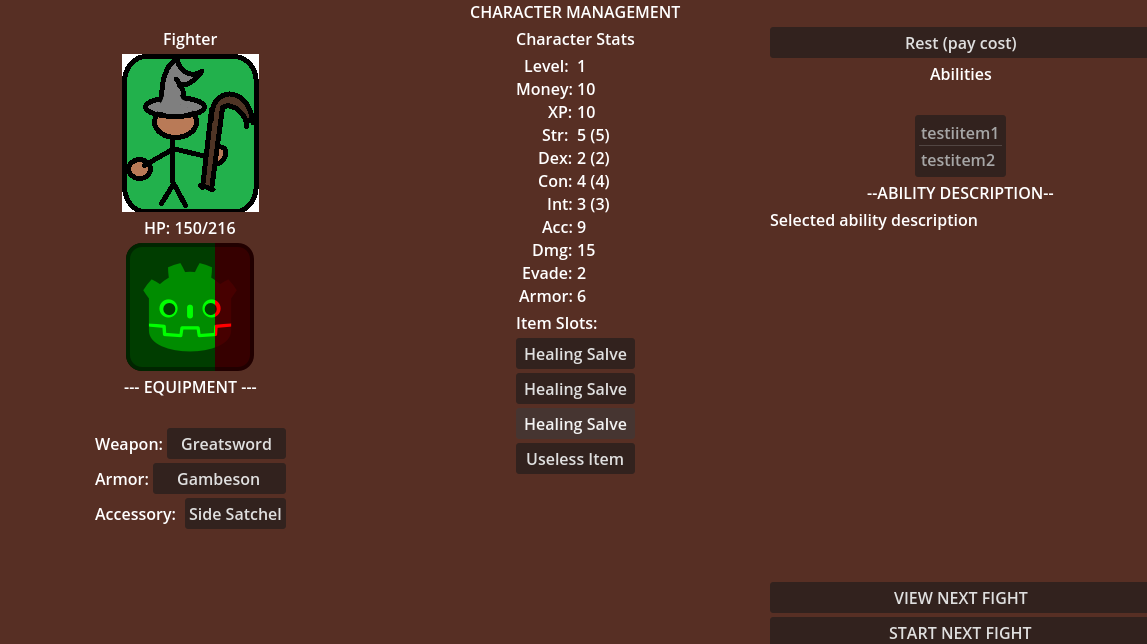 CHARACTER MANAGEMENT
Fighter
HP: 150/216
--- EQUIPMENT ---
Weapon: Greatsword
Armor: Gambeson
Accessory: Side Satchel
Character Stats
Level: 1
Money: 10
XP: 10
Str: 5 (5)
Dex: 2 (2)
Con: 4 (4)
Int: 3 (3)
Acc: 9
Dmg: 15
Evade: 2
Armor: 6
Item Slots:
Healing Salve
Healing Salve
Healing Salve
Useless Item
Rest (pay cost)
Abilities
testiitem1
testitem2
--ABILITY DESCRIPTION--
Selected ability description
VIEW NEXT FIGHT
START NEXT FIGHT